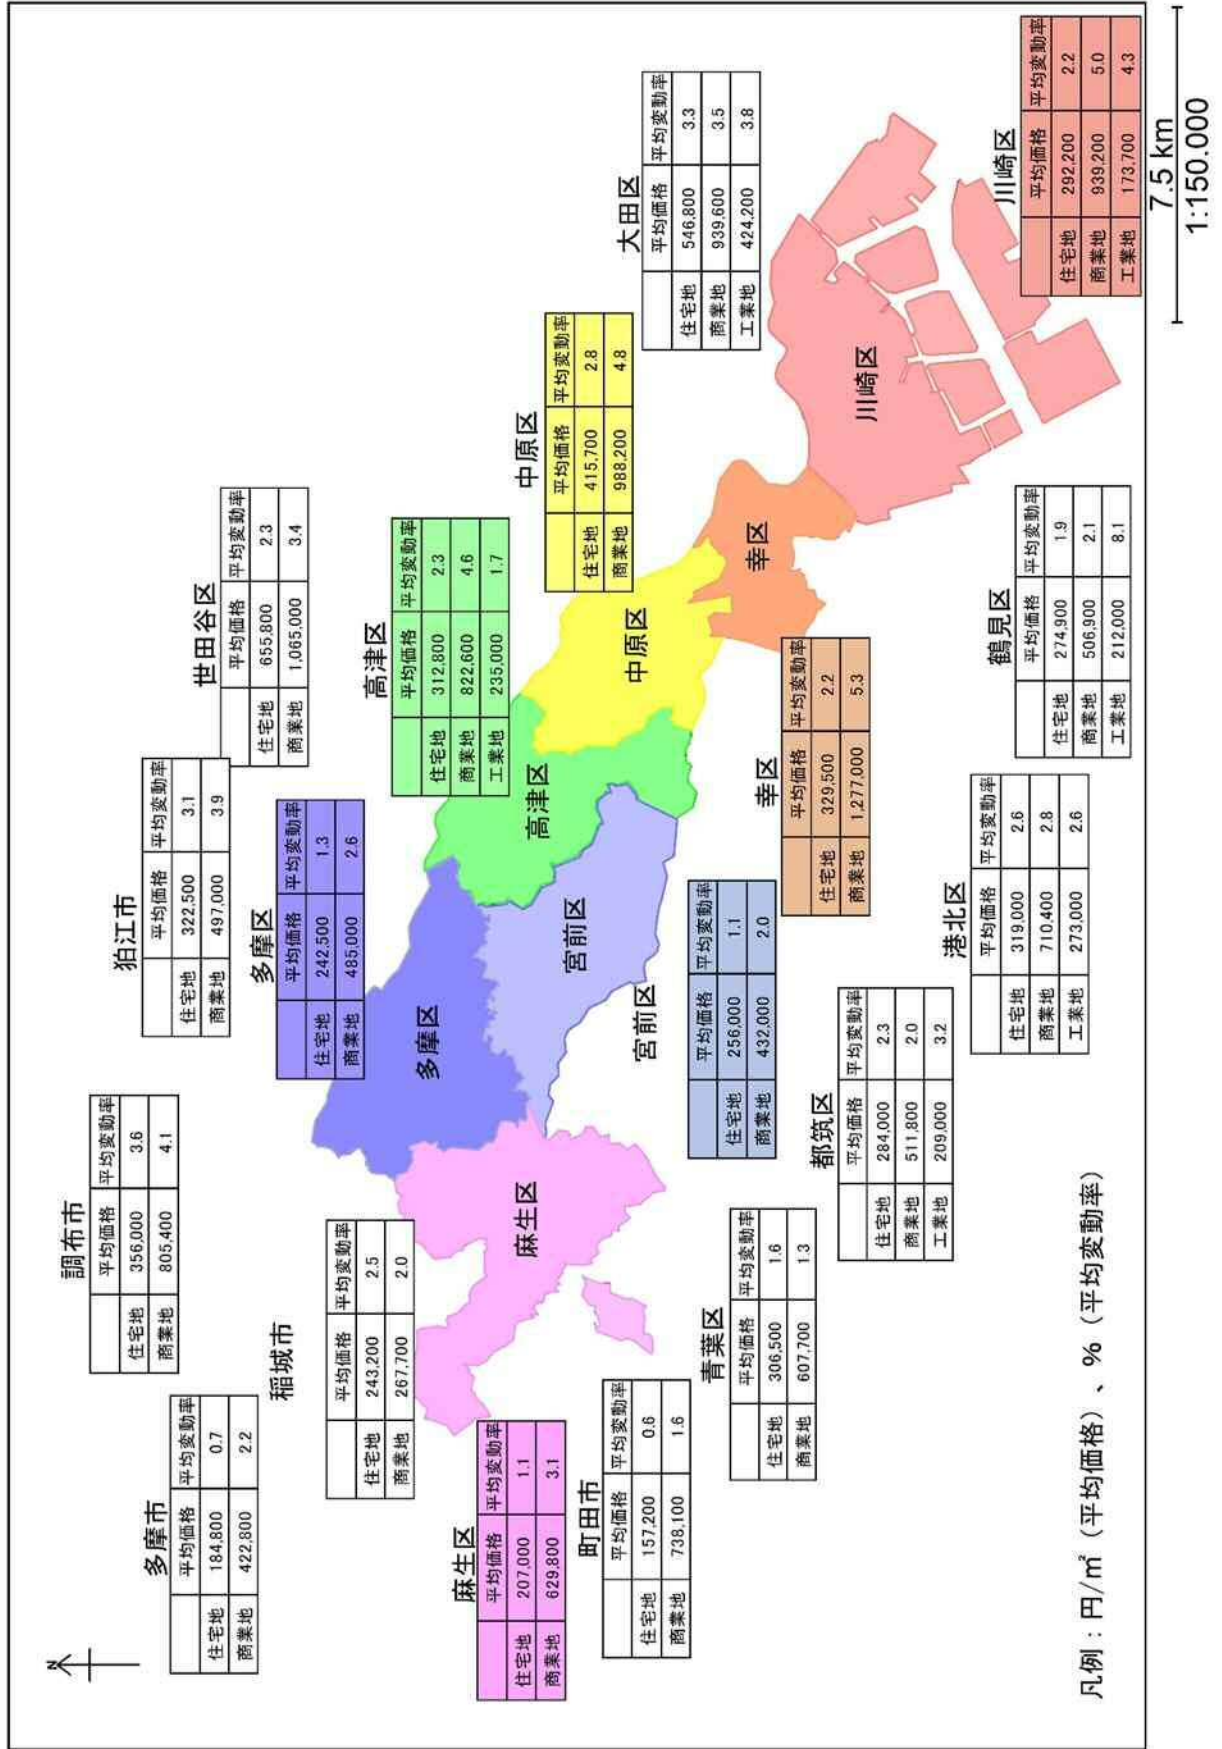 N
多摩市
平均価格 平均変動率
住宅地 184,800 0.7
商業地 422,800 2.2
調布市
平均価格 平均変動率
住宅地 356,000 3.6
商業地 805,400 4.1
狛江市
平均価格 平均変動率
住宅地 322,500 3.1
商業地 497,000 3.9
世田谷区
平均価格 平均変動率
住宅地 655,800 2.3
商業地 1,065,000 3.4
稲城市
平均価格 平均変動率
住宅地 243,200 2.5
商業地 267,700 2.0
多摩区
平均価格 平均変動率
住宅地 242,500 1.3
商業地 485,000 2.6
高津区
平均価格 平均変動率
住宅地 312,800 2.3
商業地 822,600 4.6
工業地 235,000 1.7
中原区
平均価格 平均変動率
住宅地 415,700 2.8
商業地 988,200 4.8
大田区
平均価格 平均変動率
住宅地 546,800 3.3
商業地 939,600 3.5
工業地 424,200 3.8
麻生区
平均価格 平均変動率
住宅地 207,000 1.1
商業地 629,800 3.1
麻生区
多摩区
宮前区
高津区
中原区
幸区
川崎区
町田市
平均価格 平均変動率
住宅地 157,200 0.6
商業地 738,100 1.6
宮前区
平均価格 平均変動率
住宅地 256,000 1.1
商業地 432,000 2.0
幸区
平均価格 平均変動率
住宅地 329,500 2.2
商業地 1,277,000 5.3
青葉区
平均価格 平均変動率
住宅地 306,500 1.6
商業地 607,700 1.3
都筑区
平均価格 平均変動率
住宅地 284,000 2.3
商業地 511,800 2.0
工業地 209,000 3.2
港北区
平均価格 平均変動率
住宅地 319,000 2.6
商業地 710,400 2.8
工業地 273,000 2.6
鶴見区
平均価格 平均変動率
住宅地 274,900 1.9
商業地 506,900 2.1
工業地 212,000 8.1
川崎区
平均価格 平均変動率
住宅地 292,200 2.2
商業地 939,200 5.0
工業地 173,700 4.3
凡例：円/㎡（平均価格）、％（平均変動率）
7.5 km
1:150.000